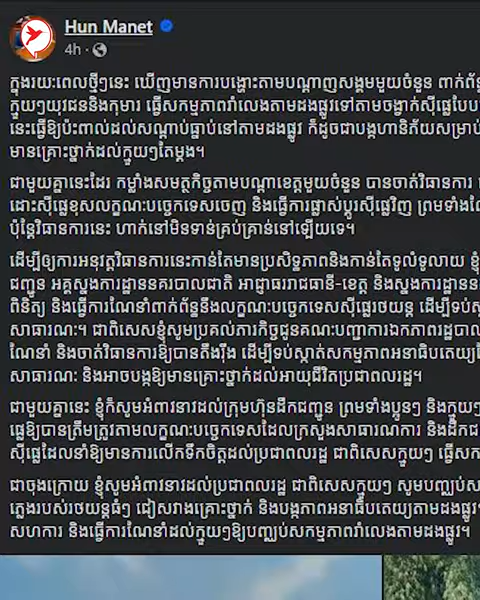 Hun Manet
4h
ក្នុងរយៈពេលថ្មីៗនេះ ឃើញមានការបង្ហោះតាមបណ្តាញសង្គមមួយចំនួន ពាក់ព័ន្ធ
ក្មួយៗយុវជននិងកុមារ ធ្វើសកម្មភាពរាំលេងតាមដងផ្លូវទៅតាមចង្វាក់ស៊ីផ្លេបែប
នេះធ្វើឱ្យប៉ះពាល់ដល់សណ្តាប់ធ្នាប់នៅតាមដងផ្លូវ ក៏ដូចជាបង្កហានិភ័យសម្រាប់
មានគ្រោះថ្នាក់ដល់ក្មួយៗតែម្តង។
ជាមួយគ្នានេះដែរ កម្លាំងសមត្ថកិច្ចតាមបណ្តាខេត្តមួយចំនួន បានចាត់វិធានការ
ដោះស៊ីផ្លេខុសលក្ខណៈបច្ចេកទេសចេញ និងធ្វើការផ្លាស់ប្តូរស៊ីផ្លេវិញ ព្រមទាំង
ប៉ុន្តែវិធានការនេះ ហាក់នៅមិនទាន់គ្រប់គ្រាន់នៅឡើយទេ។
ដើម្បីឲ្យការអនុវត្តវិធានការនេះកាន់តែមានប្រសិទ្ធភាពនិងកាន់តែទូលំទូលាយ ខ្ញុំ
ជញ្ជូន អគ្គស្នងការដ្ឋាននគរបាលជាតិ អាជ្ញាធររាជធានី-ខេត្ត និងស្នងការដ្ឋាននគរ
ពិនិត្យ និងធ្វើការណែនាំពាក់ព័ន្ធនឹងលក្ខណៈបច្ចេកទេសស៊ីផ្លេរថយន្ត ដើម្បីទប់
សាធារណៈ។ ជាពិសេសខ្ញុំសូមប្រគល់ភារកិច្ចជូនគណៈបញ្ជាការឯកភាពរដ្ឋបាល
ណែនាំ និងចាត់វិធានការឱ្យបានតឹងរ៉ឹង ដើម្បីទប់ស្កាត់សកម្មភាពអនាធិបតេយ្យ
សាធារណៈ និងអាចបង្កឱ្យមានគ្រោះថ្នាក់ដល់អាយុជីវិតប្រជាពលរដ្ឋ។
ជាមួយគ្នានេះ ខ្ញុំក៏សូមអំពាវនាវដល់ក្រុមហ៊ុនដឹកជញ្ជូន ព្រមទាំងបងប្អូនៗ និងក្មួយៗ
ផ្លេឱ្យបានត្រឹមត្រូវតាមលក្ខណៈបច្ចេកទេសដែលក្រសួងសាធារណការ និងដឹកជញ្ជូន
ស៊ីផ្លេដែលនាំឱ្យមានការលើកទឹកចិត្តដល់ប្រជាពលរដ្ឋ ជាពិសេសក្មួយៗ ធ្វើសកម្ម
ជាចុងក្រោយ ខ្ញុំសូមអំពាវនាវដល់ប្រជាពលរដ្ឋ ជាពិសេសក្មួយៗ សូមបញ្ឈប់
ភ្លេងរបស់រថយន្តធំៗ ជៀសវាងគ្រោះថ្នាក់ និងបង្កភាពអនាធិបតេយ្យតាមដងផ្លូវ។
សហការ និងធ្វើការណែនាំដល់ក្មួយៗឱ្យបញ្ឈប់សកម្មភាពរាំលេងតាមដងផ្លូវ។